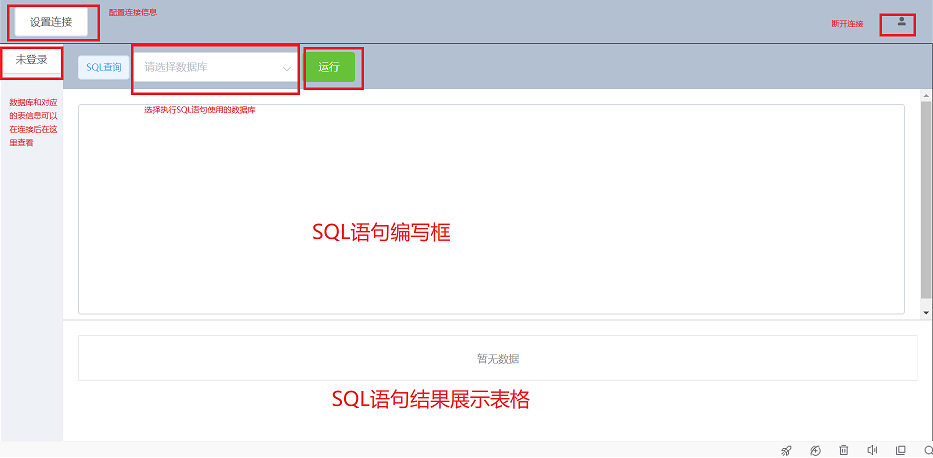 设置连接
配置连接信息
断开连接
未登录
SQL查询
请选择数据库
运行
数据库和对应
的表信息可以
在连接后在这
里查看
选择执行SQL语句使用的数据库
SQL语句编写框
暂无数据
SQL语句结果展示表格